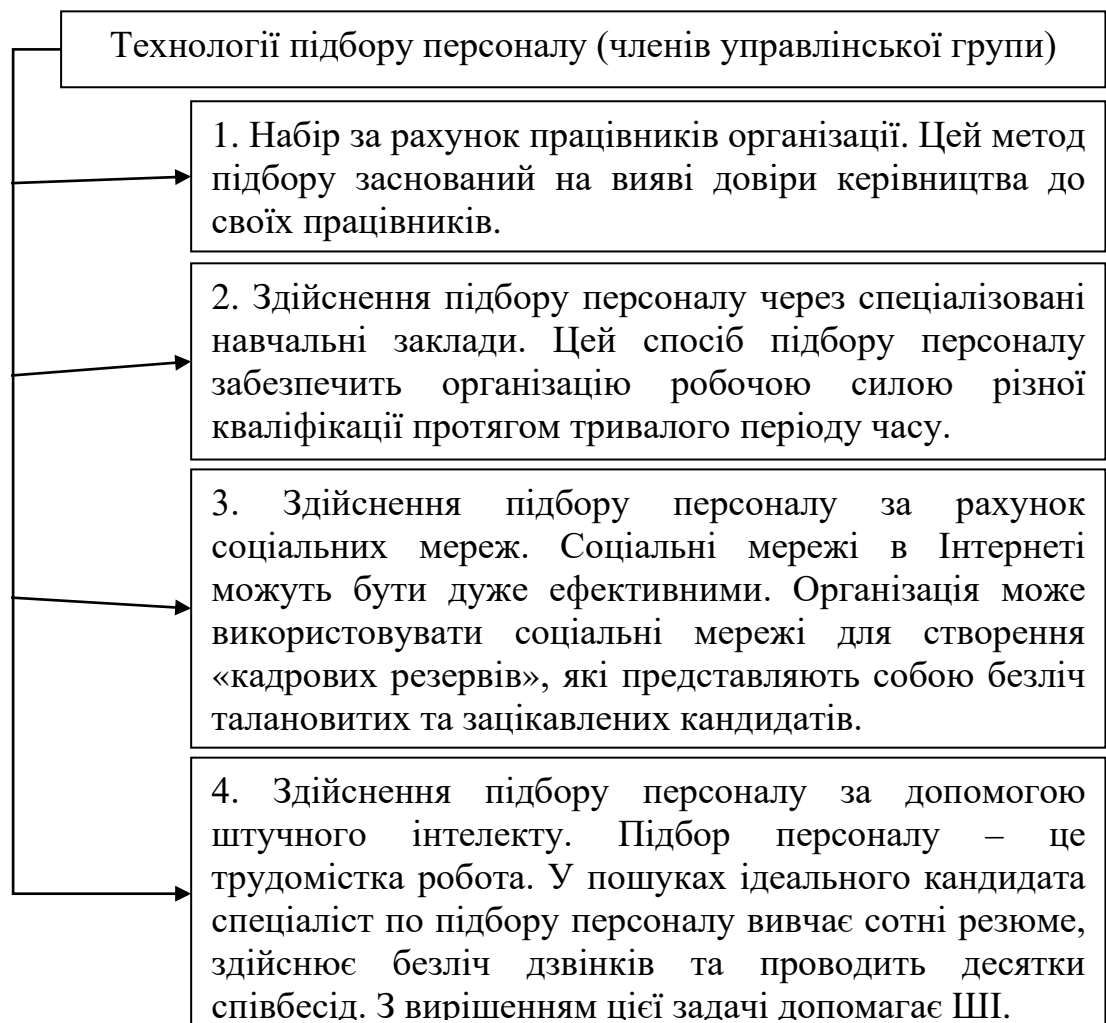 Технології підбору персоналу (членів управлінської групи)
1. Набір за рахунок працівників організації. Цей метод
підбору заснований на вияві довіри керівництва до
своїх працівників.
2. Здійснення підбору персоналу через спеціалізовані
навчальні заклади. Цей спосіб підбору персоналу
забезпечить організацію робочою силою різної
кваліфікації протягом тривалого періоду часу.
3. Здійснення підбору персоналу за рахунок
соціальних мереж. Соціальні мережі в Інтернеті
можуть бути дуже ефективними. Організація може
використовувати соціальні мережі для створення
«кадрових резервів», які представляють собою безліч
талановитих та зацікавлених кандидатів.
4. Здійснення підбору персоналу за допомогою
штучного інтелекту. Підбор персоналу – це
трудомістка робота. У пошуках ідеального кандидата
спеціаліст по підбору персоналу вивчає сотні резюме,
здійснює безліч дзвінків та проводить десятки
співбесід. З вирішенням цієї задачі допомагає ШІ.